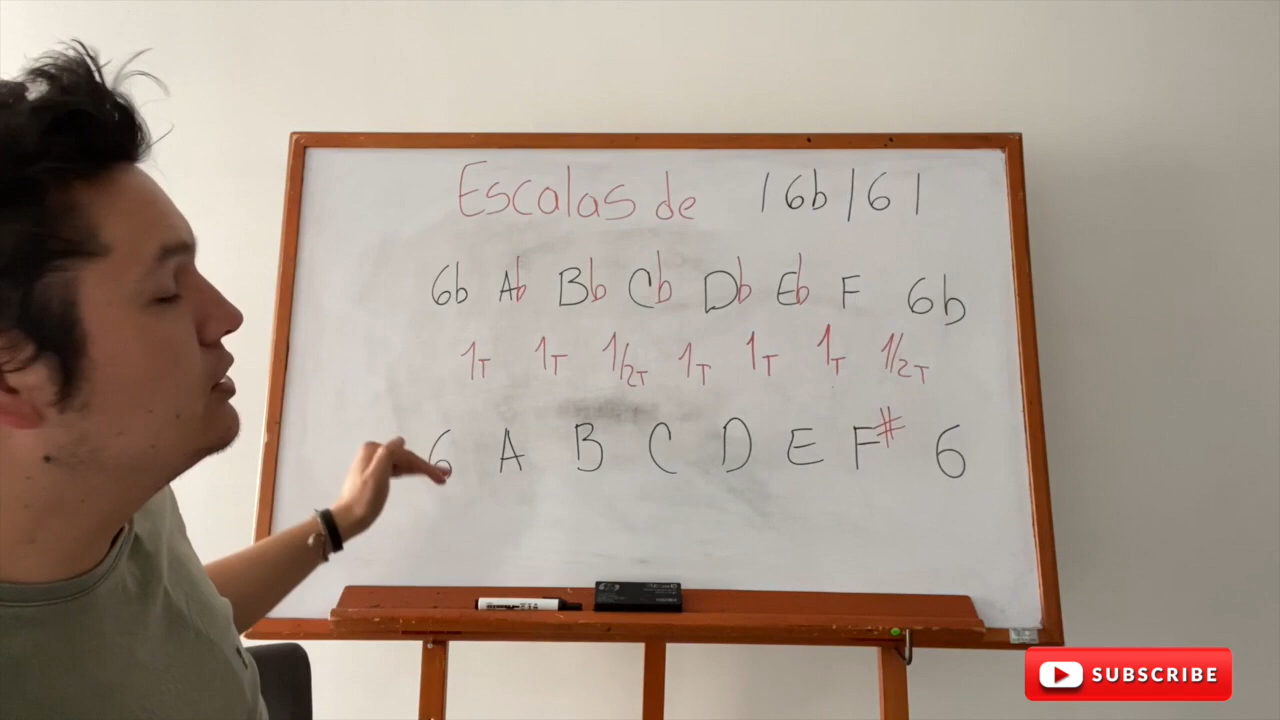 Escalas de | Gb | G |
Gb Ab Bb Cb Db Eb F Gb
1T 1T 1/2T 1T 1T 1T 1/2T
G A B C D E F# G
SUBSCRIBE